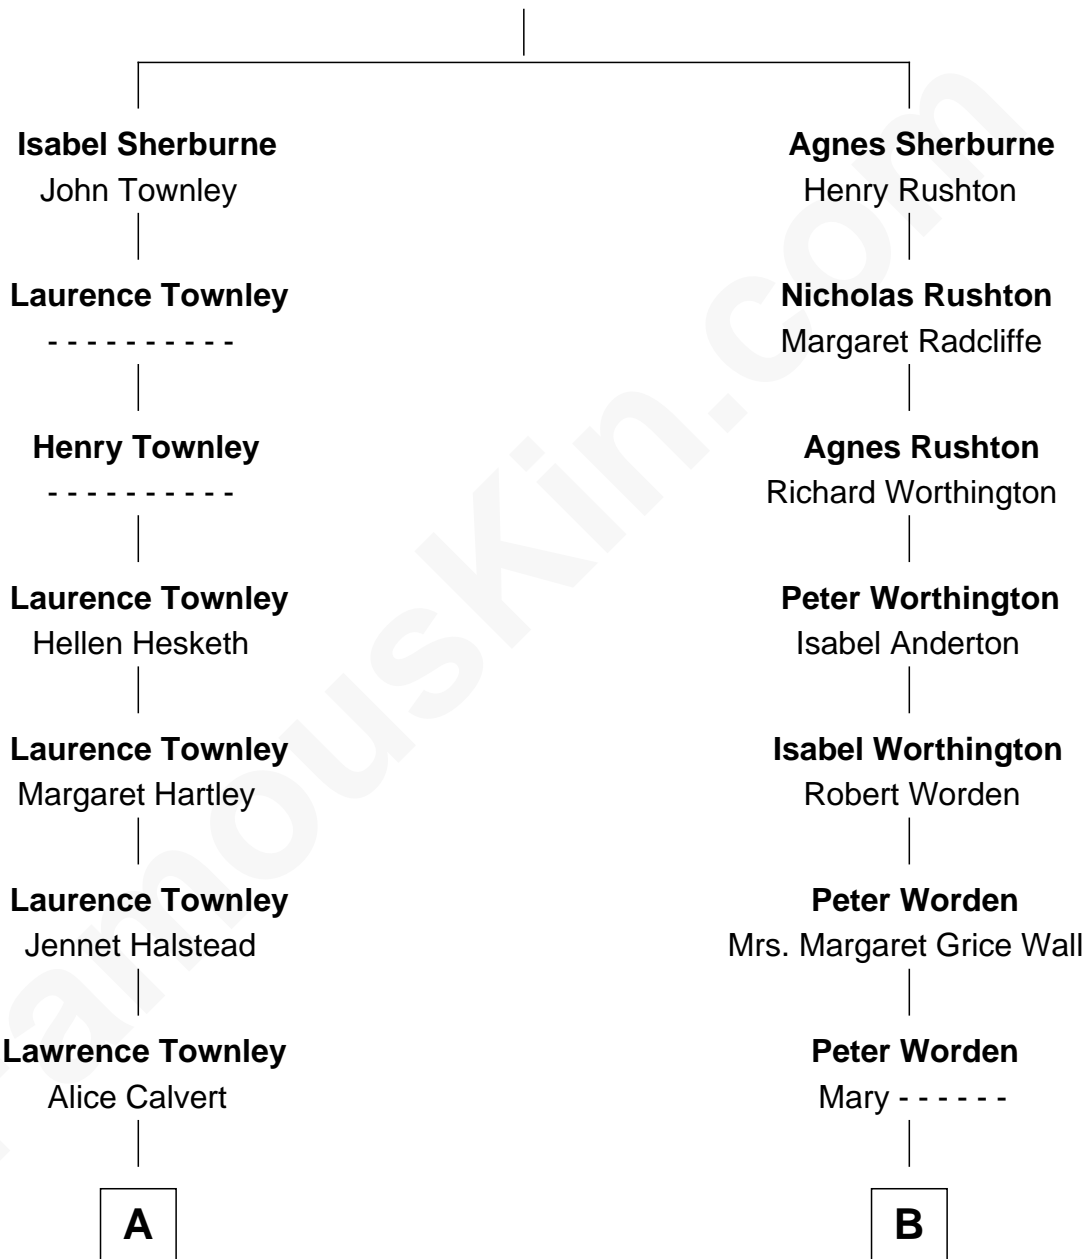 Isabel Sherburne
John Townley
Laurence Townley
- - - - - - - - - -
Henry Townley
- - - - - - - - - -
Laurence Townley
Hellen Hesketh
Laurence Townley
Margaret Hartley
Laurence Townley
Jennet Halstead
Lawrence Townley
Alice Calvert
A
Agnes Sherburne
Henry Rushton
Nicholas Rushton
Margaret Radcliffe
Agnes Rushton
Richard Worthington
Peter Worthington
Isabel Anderton
Isabel Worthington
Robert Worden
Peter Worden
Mrs. Margaret Grice Wall
Peter Worden
Mary - - - - - -
B
FamousKin.com